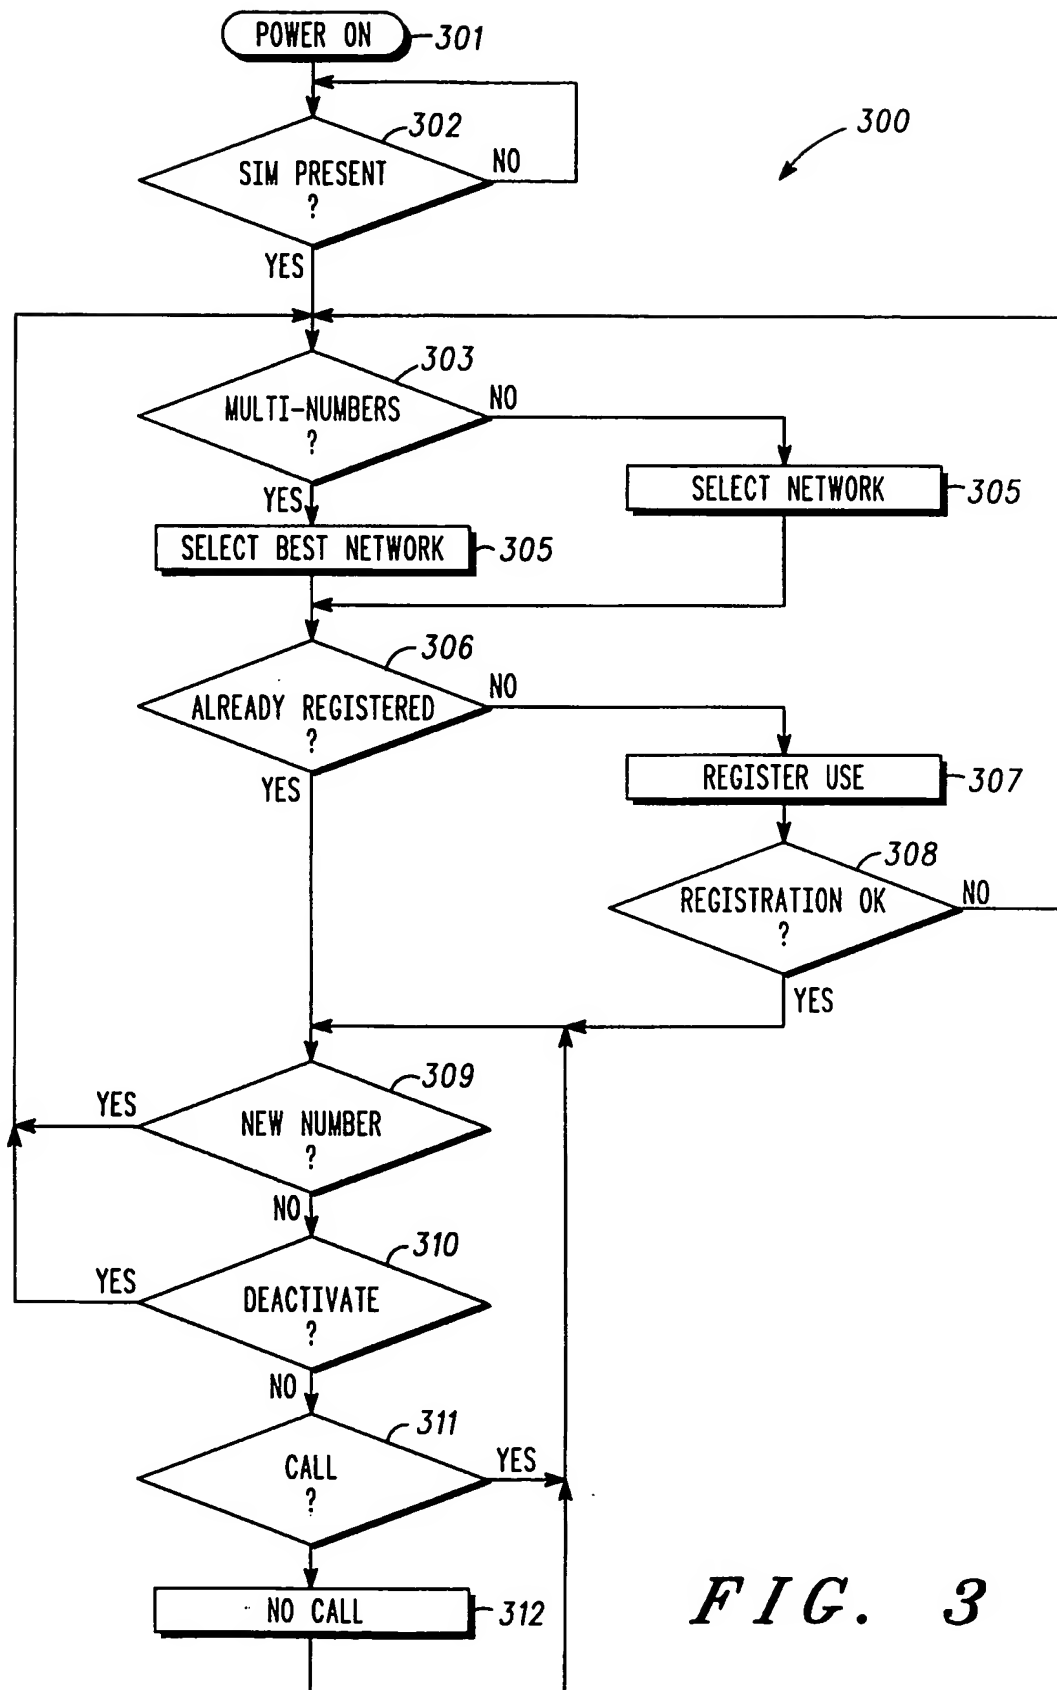 POWER ON
301
302
300
SIM PRESENT
?
NO
YES
303
MULTI-NUMBERS
?
NO
YES
SELECT NETWORK
305
SELECT BEST NETWORK
305
306
ALREADY REGISTERED
?
NO
YES
REGISTER USE
307
308
REGISTRATION OK
?
NO
YES
309
NEW NUMBER
?
YES
NO
310
DEACTIVATE
?
YES
NO
311
CALL
?
YES
NO CALL
312
FIG. 3